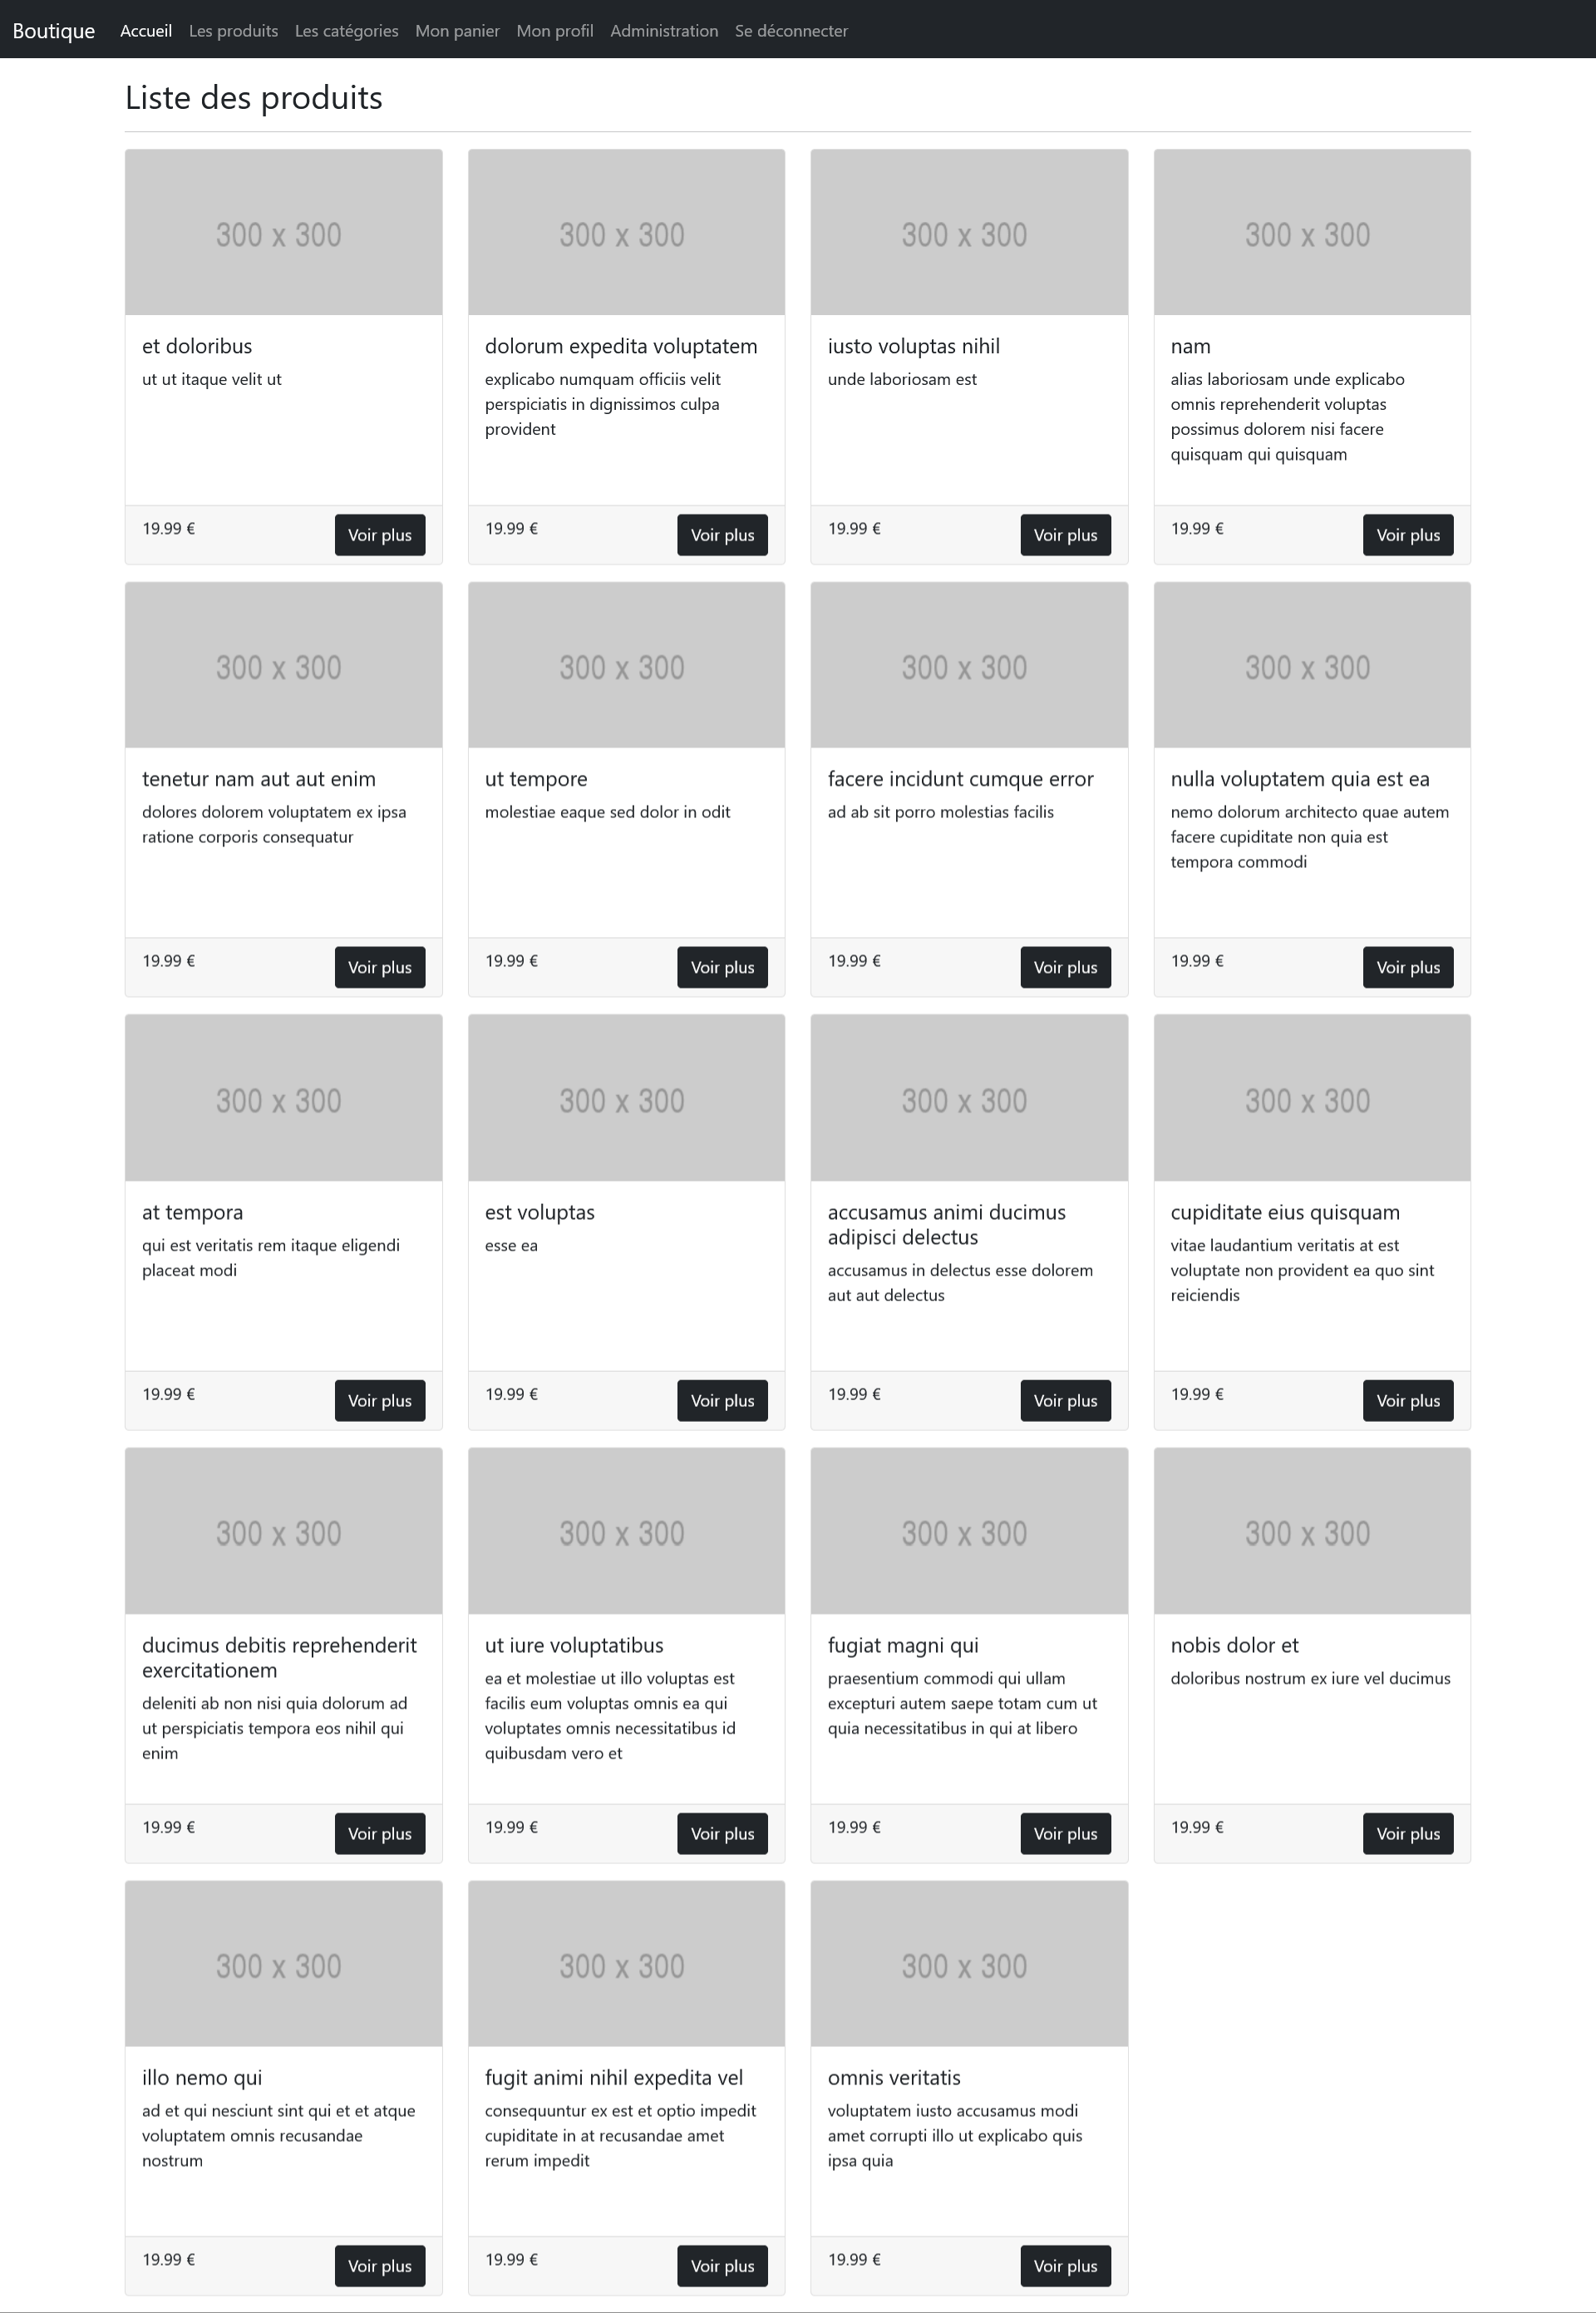 Boutique Accueil Les produits Les catégories Mon panier Mon profil Administration Se déconnecter
Liste des produits
300 x 300
et doloribus
ut ut itaque velit ut
19.99 € Voir plus
300 x 300
dolorum expedita voluptatem
explicabo numquam officiis velit
perspiciatis in dignissimos culpa
provident
19.99 € Voir plus
300 x 300
iusto voluptas nihil
unde laboriosam est
19.99 € Voir plus
300 x 300
nam
alias laboriosam unde explicabo
omnis reprehenderit voluptas
possimus dolorem nisi facere
quisquam qui quisquam
19.99 € Voir plus
300 x 300
tenetur nam aut aut enim
dolores dolorem voluptatem ex ipsa
ratione corporis consequatur
19.99 € Voir plus
300 x 300
ut tempore
molestiae eaque sed dolor in odit
19.99 € Voir plus
300 x 300
facere incidunt cumque error
ad ab sit porro molestias facilis
19.99 € Voir plus
300 x 300
nulla voluptatem quia est ea
nemo dolorum architecto quae autem
facere cupiditate non quia est
tempora commodi
19.99 € Voir plus
300 x 300
at tempora
qui est veritatis rem itaque eligendi
placeat modi
19.99 € Voir plus
300 x 300
est voluptas
esse ea
19.99 € Voir plus
300 x 300
accusamus animi ducimus
adipisci delectus
accusamus in delectus esse dolorem
aut aut delectus
19.99 € Voir plus
300 x 300
cupiditate eius quisquam
vitae laudantium veritatis at est
voluptate non provident ea quo sint
reiciendis
19.99 € Voir plus
300 x 300
ducimus debitis reprehenderit
exercitationem
deleniti ab non nisi quia dolorum ad
ut perspiciatis tempora eos nihil qui
enim
19.99 € Voir plus
300 x 300
ut iure voluptatibus
ea et molestiae ut illo voluptas est
facilis eum voluptas omnis ea qui
voluptates omnis necessitatibus id
quibusdam vero et
19.99 € Voir plus
300 x 300
fugiat magni qui
praesentium commodi qui ullam
excepturi autem saepe totam cum ut
quia necessitatibus in qui at libero
19.99 € Voir plus
300 x 300
nobis dolor et
doloribus nostrum ex iure vel ducimus
19.99 € Voir plus
300 x 300
illo nemo qui
ad et qui nesciunt sint qui et et atque
voluptatem omnis recusandae
nostrum
19.99 € Voir plus
300 x 300
fugit animi nihil expedita vel
consequuntur ex est et optio impedit
cupiditate in at recusandae amet
rerum impedit
19.99 € Voir plus
300 x 300
omnis veritatis
voluptatem iusto accusamus modi
amet corrupti illo ut explicabo quis
ipsa quia
19.99 € Voir plus